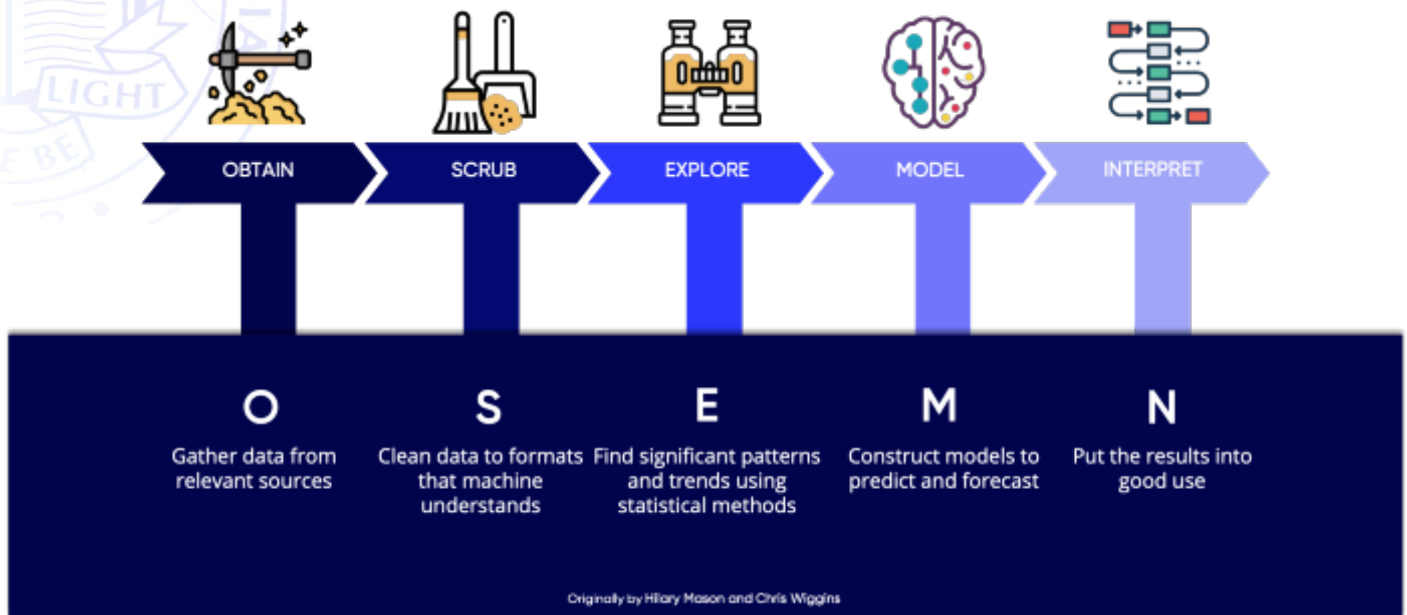 LIGHT
E BE
OBTAIN
SCRUB
EXPLORE
MODEL
INTERPRET
O
Gather data from
relevant sources
S
Clean data to formats
that machine
understands
E
Find significant patterns
and trends using
statistical methods
M
Construct models to
predict and forecast
N
Put the results into
good use
Originally by Hilary Mason and Chris Wiggins